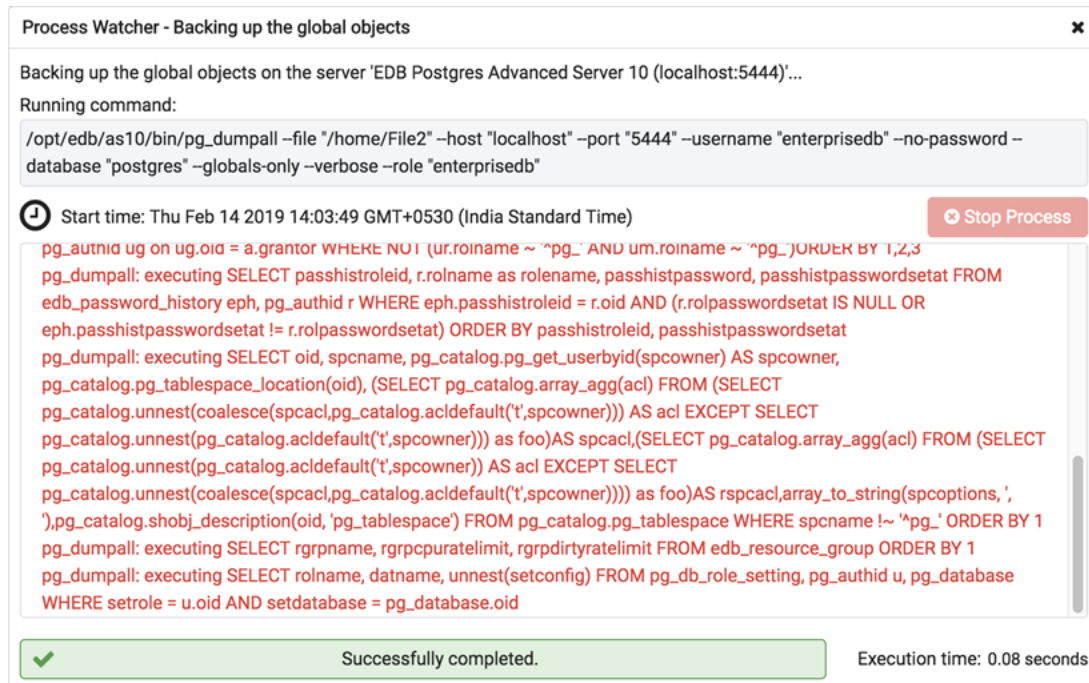 Process Watcher - Backing up the global objects
Backing up the global objects on the server 'EDB Postgres Advanced Server 10 (localhost:5444)'...
Running command:
/opt/edb/as10/bin/pg_dumpall --file "/home/File2" --host "localhost" --port "5444" --username "enterprisedb" --no-password --
database "postgres" --globals-only --verbose --role "enterprisedb"
Start time: Thu Feb 14 2019 14:03:49 GMT+0530 (India Standard Time)
Stop Process
pg_authid ug on ug.oid = a.grantor WHERE NOT (ur.rolname ~ '^pg_' AND um.rolname ~ '^pg_')ORDER BY 1,2,3
pg_dumpall: executing SELECT passhistroleid, r.rolname as rolename, passhistpassword, passhistpasswordsetat FROM
edb_password_history eph, pg_authid r WHERE eph.passhistroleid = r.oid AND (r.rolpasswordsetat IS NULL OR
eph.passhistpasswordsetat != r.rolpasswordsetat) ORDER BY passhistroleid, passhistpasswordsetat
pg_dumpall: executing SELECT oid, spcname, pg_catalog.pg_get_userbyid(spcowner) AS spcowner,
pg_catalog.pg_tablespace_location(oid), (SELECT pg_catalog.array_agg(acl) FROM (SELECT
pg_catalog.unnest(coalesce(spcacl,pg_catalog.acldefault('t',spcowner))) AS acl EXCEPT SELECT
pg_catalog.unnest(pg_catalog.acldefault('t',spcowner))) as foo)AS spcacl,(SELECT pg_catalog.array_agg(acl) FROM (SELECT
pg_catalog.unnest(pg_catalog.acldefault('t',spcowner)) AS acl EXCEPT SELECT
pg_catalog.unnest(coalesce(spcacl,pg_catalog.acldefault('t',spcowner)))) as foo)AS rspcacl,array_to_string(spcoptions, ',
'),pg_catalog.shobj_description(oid, 'pg_tablespace') FROM pg_catalog.pg_tablespace WHERE spcname !~ '^pg_' ORDER BY 1
pg_dumpall: executing SELECT rgrpname, rgrpcpuratelimit, rgrpdirtyratelimit FROM edb_resource_group ORDER BY 1
pg_dumpall: executing SELECT rolname, datname, unnest(setconfig) FROM pg_db_role_setting, pg_authid u, pg_database
WHERE setrole = u.oid AND setdatabase = pg_database.oid
Successfully completed.
Execution time: 0.08 seconds